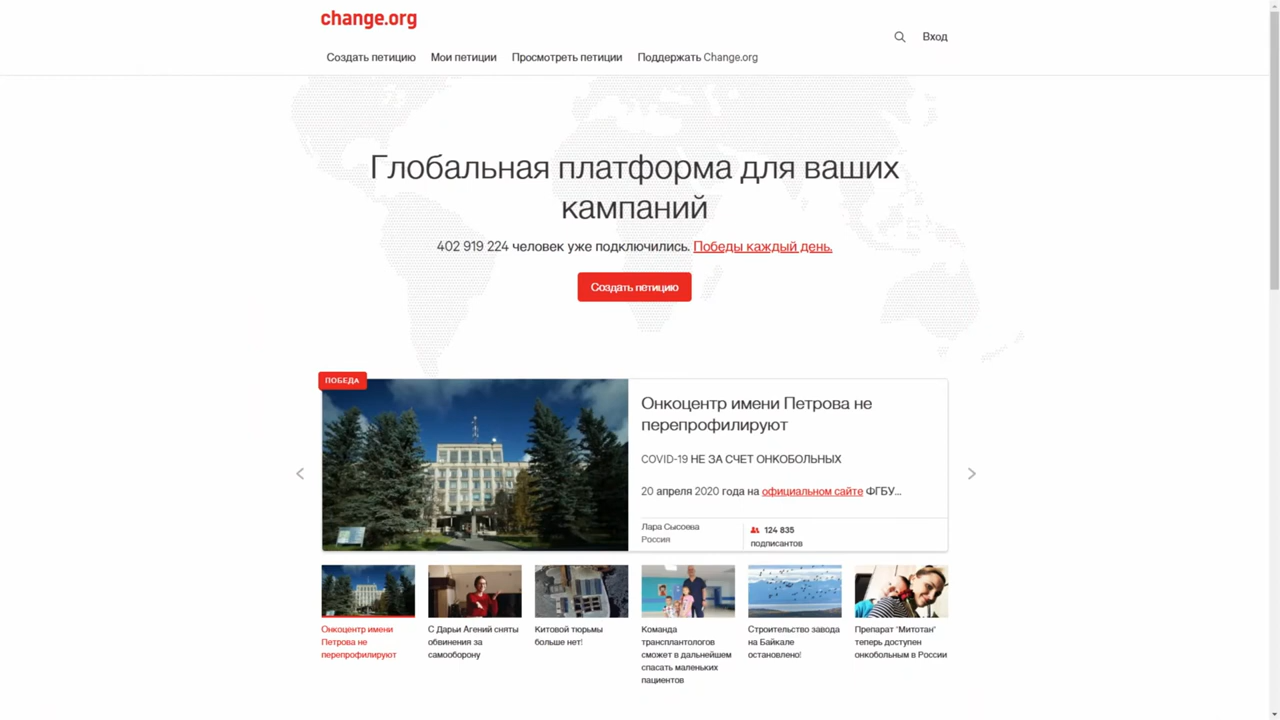 change.org
Вход
Создать петицию Мои петиции Просмотреть петиции Поддержать Change.org
Глобальная платформа для ваших
кампаний
402 919 224 человек уже подключились. Победы каждый день.
Создать петицию
ПОБЕДА
Онкоцентр имени Петрова не
перепрофилируют
COVID-19 НЕ ЗА СЧЕТ ОНКОБОЛЬНЫХ
20 апреля 2020 года на официальном сайте ФГБУ...
Лара Сысоева
Россия
124 835
подписантов
Онкоцентр имени
Петрова не
перепрофилируют
С Дарьи Агений сняты
обвинения за
самооборону
Китовой тюрьмы
больше нет!
Команда
трансплантологов
сможет в дальнейшем
спасать маленьких
пациентов
Строительство завода
на Байкале
остановлено!
Препарат "Митотан"
теперь доступен
онкобольным в России